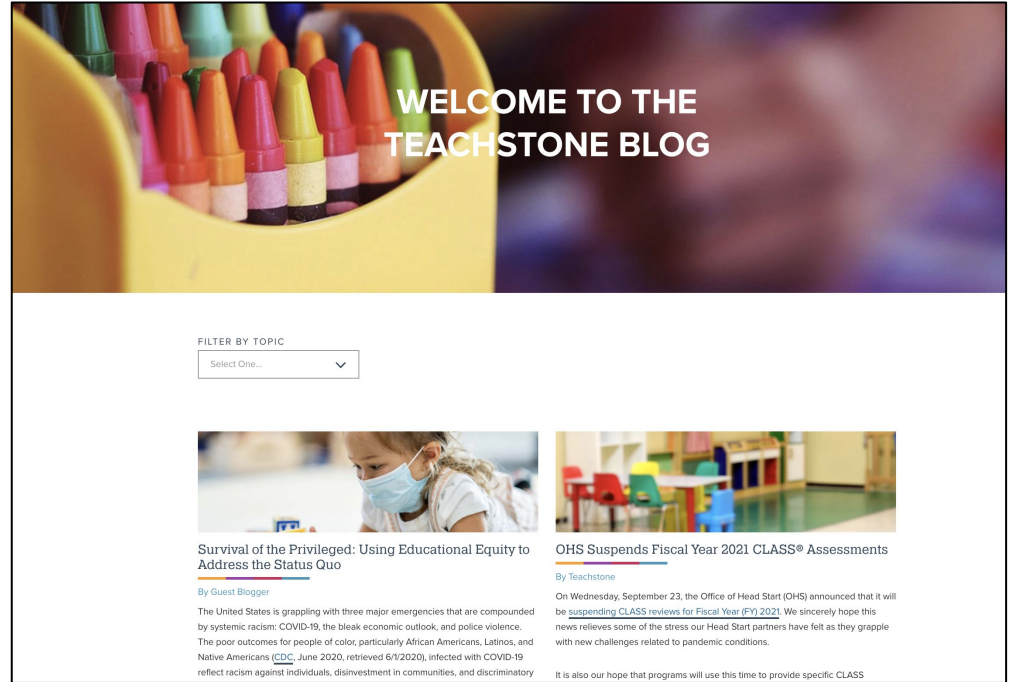 WELCOME TO THE
TEACHSTONE BLOG
FILTER BY TOPIC
Select One...
Survival of the Privileged: Using Educational Equity to
Address the Status Quo
By Guest Blogger
The United States is grappling with three major emergencies that are compounded
by systemic racism: COVID-19, the bleak economic outlook, and police violence.
The poor outcomes for people of color, particularly African Americans, Latinos, and
Native Americans (CDC, June 2020, retrieved 6/1/2020), infected with COVID-19
reflect racism against individuals, disinvestment in communities, and discriminatory
OHS Suspends Fiscal Year 2021 CLASS® Assessments
By Teachstone
On Wednesday, September 23, the Office of Head Start (OHS) announced that it will
be suspending CLASS reviews for Fiscal Year (FY) 2021. We sincerely hope this
news relieves some of the stress our Head Start partners have felt as they grapple
with new challenges related to pandemic conditions.
It is also our hope that programs will use this time to provide specific CLASS